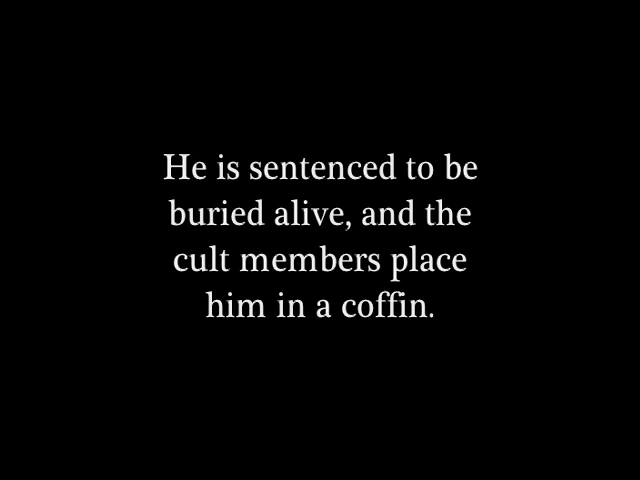 He is sentenced to be
buried alive, and the
cult members place
him in a coffin.